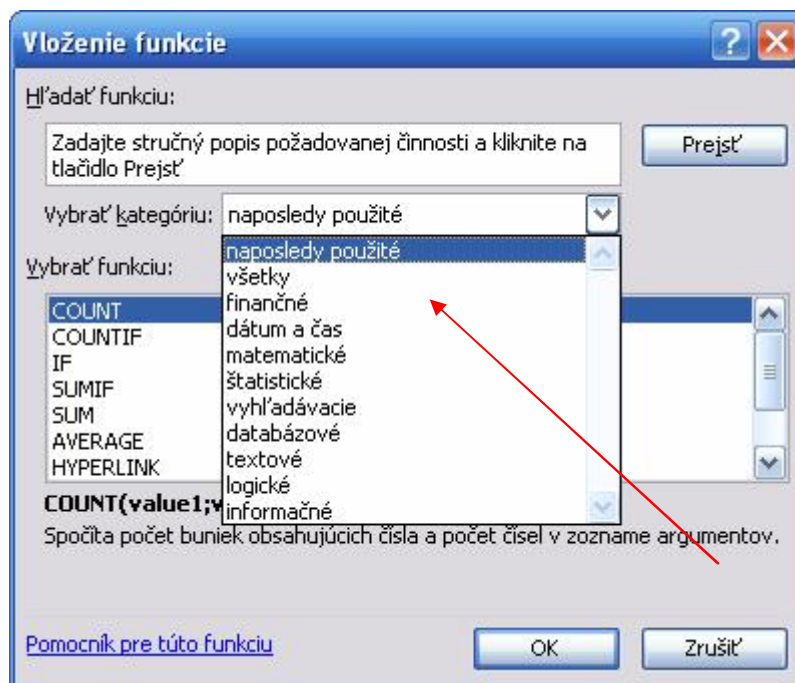 Vloženie funkcie
Hľadať funkciu:
Zadajte stručný popis požadovanej činnosti a kliknite na
tlačidlo Prejsť
Prejsť
Vybrať kategóriu:
naposledy použité
naposledy použité
všetky
finančné
dátum a čas
matematické
štatistické
vyhľadávacie
databázové
textové
logické
informačné
Vybrať funkciu:
COUNT
COUNTIF
IF
SUMIF
SUM
AVERAGE
HYPERLINK
COUNT(value1;v
Spočíta počet buniek obsahujúcich čísla a počet čísel v zozname argumentov.
Pomocník pre túto funkciu
OK
Zrušiť